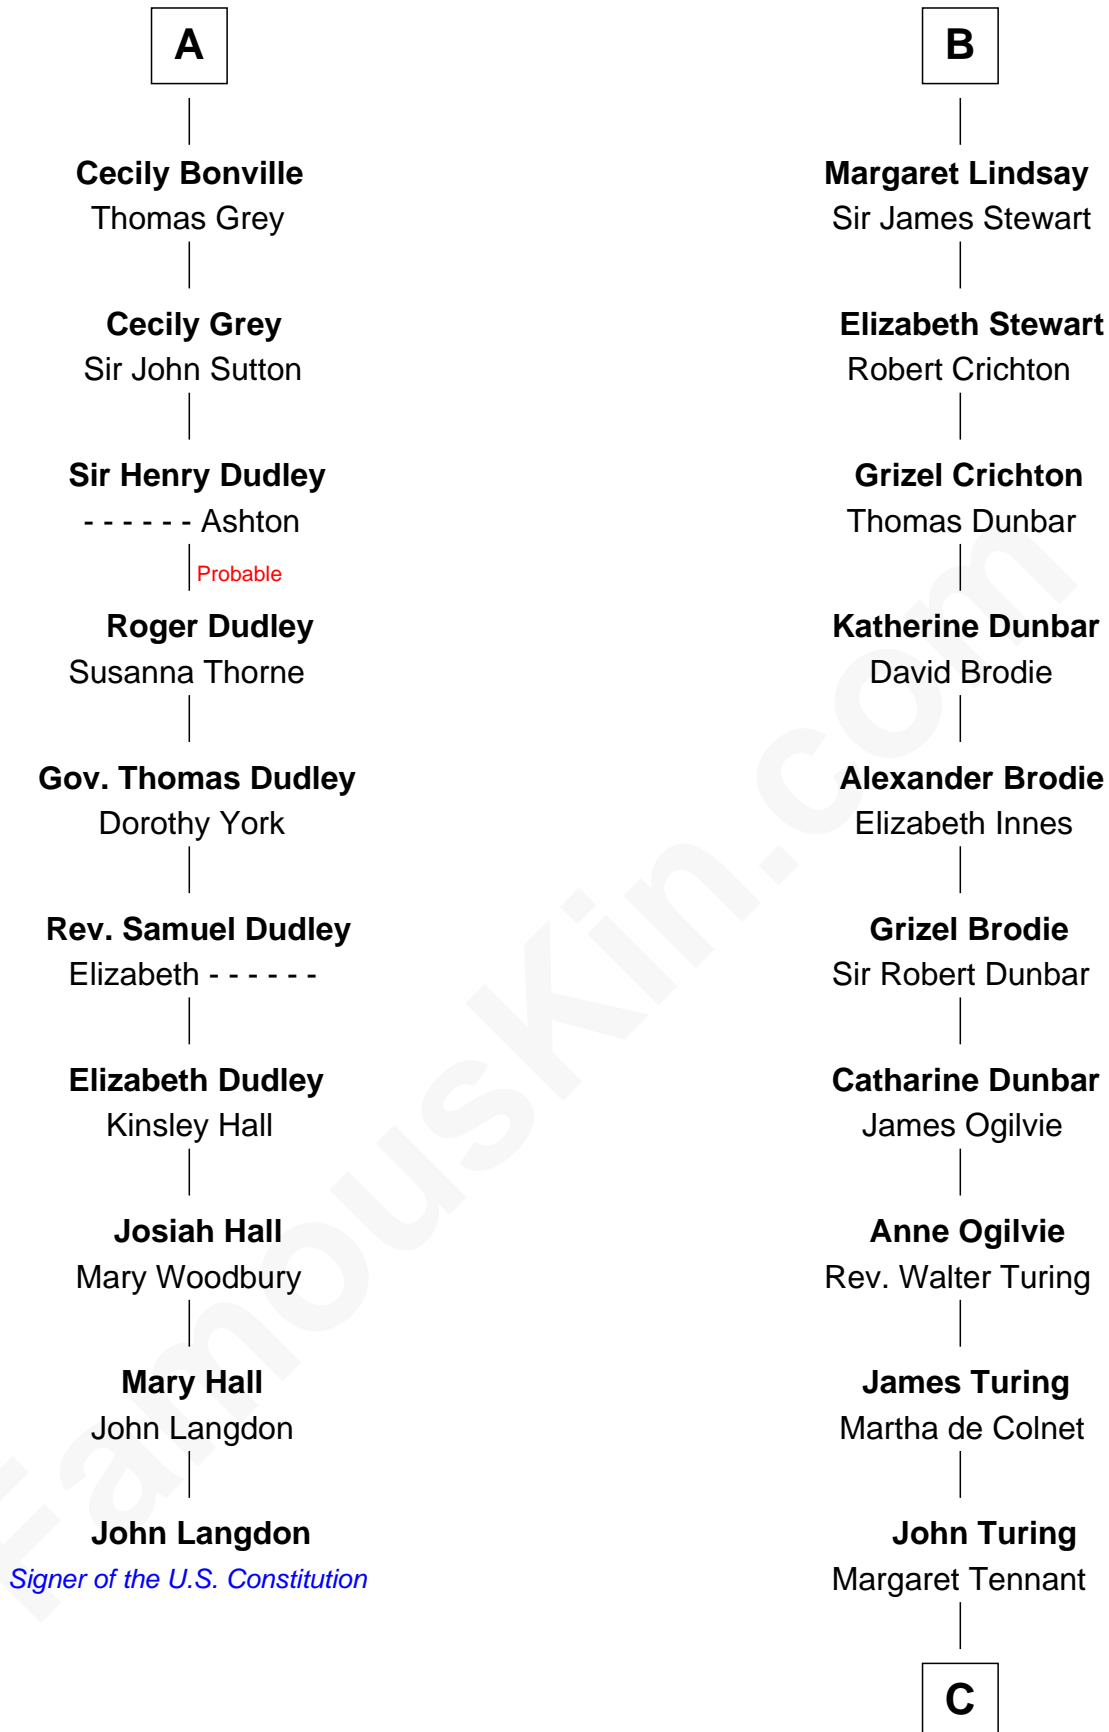 A
Cecily Bonville
Thomas Grey
Cecily Grey
Sir John Sutton
Sir Henry Dudley
- - - - - - Ashton
Probable
Roger Dudley
Susanna Thorne
Gov. Thomas Dudley
Dorothy York
Rev. Samuel Dudley
Elizabeth - - - - - -
Elizabeth Dudley
Kinsley Hall
Josiah Hall
Mary Woodbury
Mary Hall
John Langdon
John Langdon
Signer of the U.S. Constitution
B
Margaret Lindsay
Sir James Stewart
Elizabeth Stewart
Robert Crichton
Grizel Crichton
Thomas Dunbar
Katherine Dunbar
David Brodie
Alexander Brodie
Elizabeth Innes
Grizel Brodie
Sir Robert Dunbar
Catharine Dunbar
James Ogilvie
Anne Ogilvie
Rev. Walter Turing
James Turing
Martha de Colnet
John Turing
Margaret Tennant
C
FamousKin.com